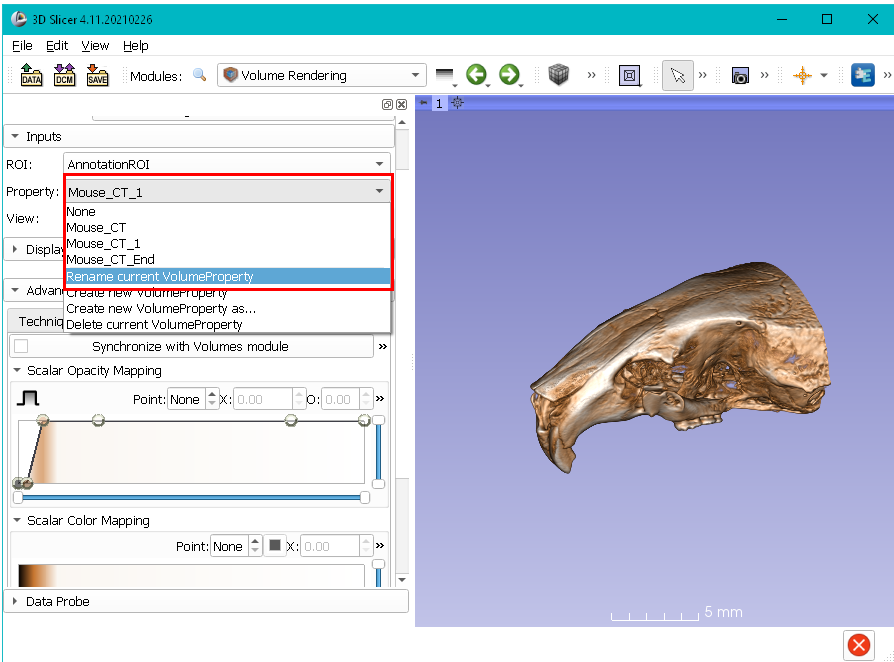 3D Slicer 4.11.20210226
File Edit View Help
DATA DCM SAVE Modules: Volume Rendering » » » »
1
Inputs
ROI: AnnotationROI
Property: Mouse_CT_1
None
View: Mouse_CT
Mouse_CT_1
Mouse_CT_End
Rename current VolumeProperty
Create new VolumeProperty
Create new VolumeProperty as...
Delete current VolumeProperty
Synchronize with Volumes module »
Scalar Opacity Mapping
Point: None X: 0.00 O: 0.00 »
Scalar Color Mapping
Point: None X: 0.00 »
Data Probe
5 mm